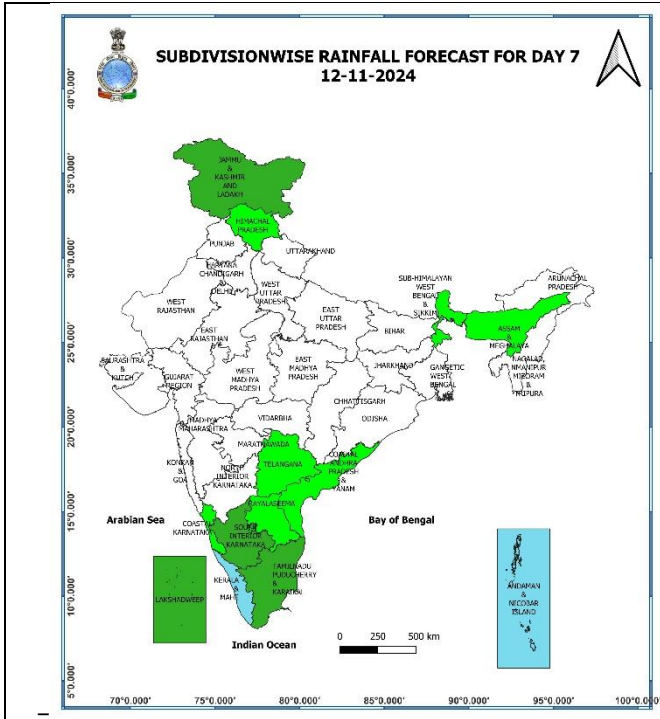 SUBDIVISIONWISE RAINFALL FORECAST FOR DAY 7
12-11-2024
40°0.000'
35°0.000'
30°0.000'
25°0.000'
20°0.000'
15°0.000'
10°0.000'
5°0.000'
JAMMU
&
KASHMIR
AND
LADAKH
HIMACHAL
PRADESH
PUNJAB
UTTARAKHAND
HARYANA
CHANDIGARH
&
DELHI
WEST
UTTAR
PRADESH
WEST
RAJASTHAN
EAST
RAJASTHAN
EAST
UTTAR
PRADESH
BIHAR
SUB-HIMALAYAN
WEST
BENGAL
&
SIKKIM
ARUNACHAL
PRADESH
ASSAM
&
MEGHALAYA
NAGALAD,
MANIPUR
MIZORAM
&
TRIPURA
SAURASHTRA
&
KUTCH
GUJARAT
REGION
WEST
MADHYA
PRADESH
EAST
MADHYA
PRADESH
JHARKHAND
GANGETIC
WEST
BENGAL
CHHATTISGARH
ODISHA
VIDARBHA
MADHYA
MAHARASHTRA
MARATHAWADA
KONKAN
&
GOA
NORTH
INTERIOR
KARNATAKA
TELANGANA
COASTAL
ANDHRA
PRADESH
&
YANAM
RAYALASEEMA
COASTAL
KARNATAKA
SOUTH
INTERIOR
KARNATAKA
TAMILNADU
PUDUCHERRY
&
KARAIKAL
KERALA
&
MAHE
LAKSHADWEEP
ANDAMAN
&
NICOBAR
ISLAND
Arabian Sea
Bay of Bengal
Indian Ocean
0 250 500 km
70°0.000' 75°0.000' 80°0.000' 85°0.000' 90°0.000' 95°0.000' 100°0.000'